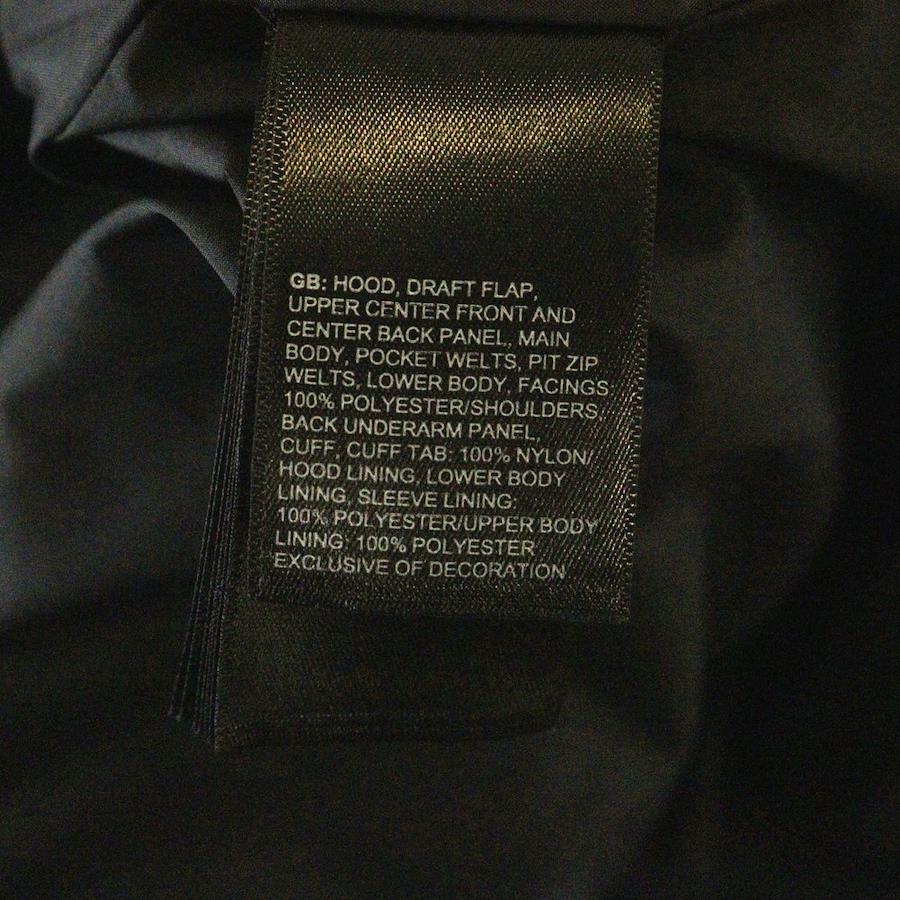 GB: HOOD, DRAFT FLAP,
UPPER CENTER FRONT AND
CENTER BACK PANEL, MAIN
BODY, POCKET WELTS, PIT ZIP
WELTS, LOWER BODY, FACINGS
100% POLYESTER/SHOULDERS,
BACK UNDERARM PANEL,
CUFF, CUFF TAB: 100% NYLON/
HOOD LINING, LOWER BODY
LINING, SLEEVE LINING:
100% POLYESTER/UPPER BODY
LINING: 100% POLYESTER
EXCLUSIVE OF DECORATION